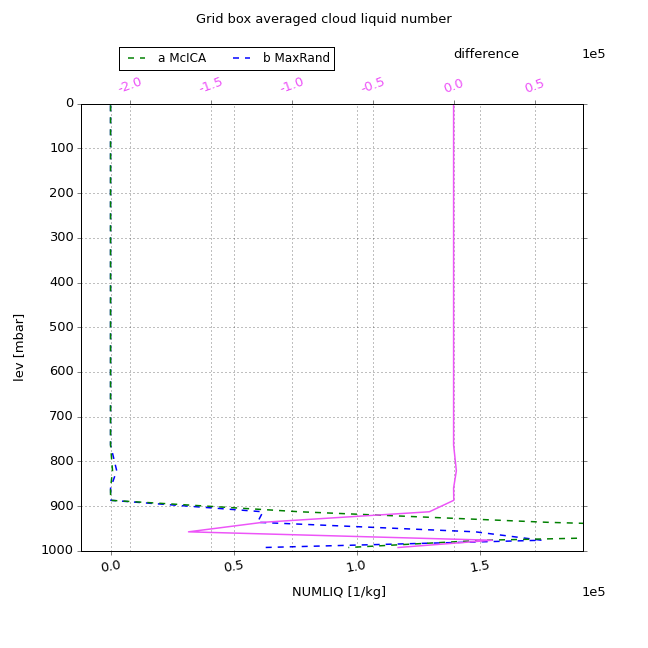 Grid box averaged cloud liquid number
a McICA b MaxRand
difference 1e5
-2.0 -1.5 -1.0 -0.5 0.0 0.5
0
100
200
300
400
500
600
700
800
900
1000
lev [mbar]
0.0 0.5 1.0 1.5
NUMLIQ [1/kg] 1e5